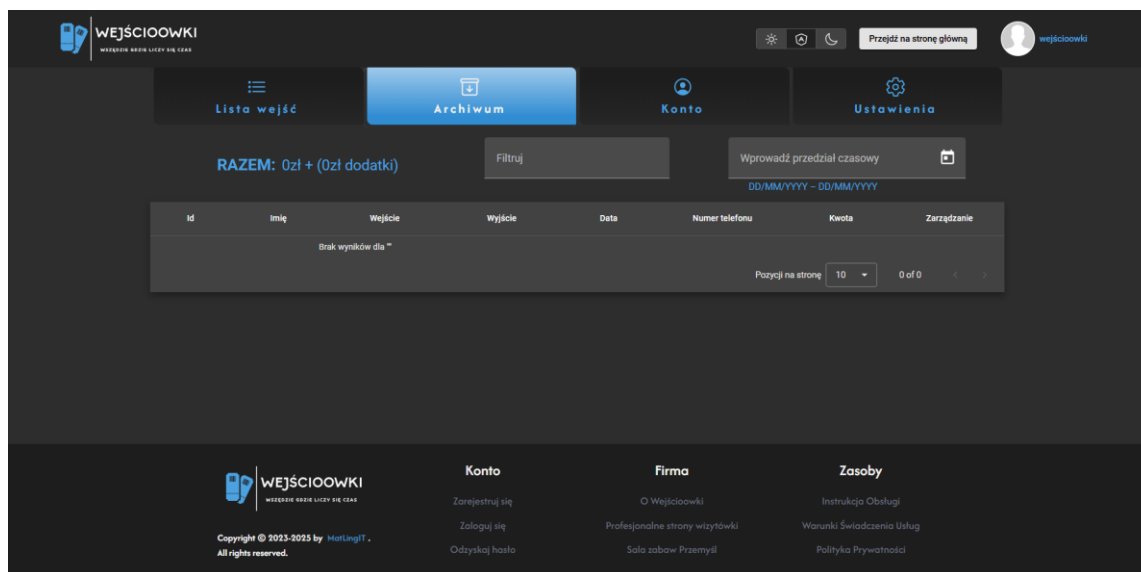 WEJŚCIOOWKI
WSZĘDZIE GDZIE LICZY SIĘ CZAS
Przejdź na stronę główną
wejścioowki
Lista wejść
Archiwum
Konto
Ustawienia
RAZEM: 0zł + (0zł dodatki)
Filtruj
Wprowadź przedział czasowy
DD/MM/YYYY – DD/MM/YYYY
Id Imię Wejście Wyjście Data Numer telefonu Kwota Zarządzanie
Brak wyników dla ""
Pozycji na stronę 10 0 of 0
WEJŚCIOOWKI
WSZĘDZIE GDZIE LICZY SIĘ CZAS
Copyright © 2023-2025 by MatLingIT .
All rights reserved.
Konto
Zarejestruj się
Zaloguj się
Odzyskaj hasło
Firma
O Wejścioowki
Profesjonalne strony wizytówki
Sala zabaw Przemyśl
Zasoby
Instrukcja Obsługi
Warunki Świadczenia Usług
Polityka Prywatności